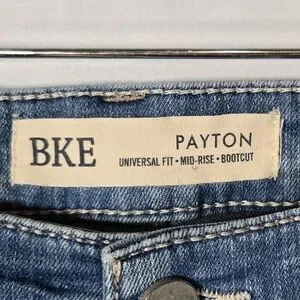 BKE
PAYTON
UNIVERSAL FIT • MID-RISE • BOOTCUT